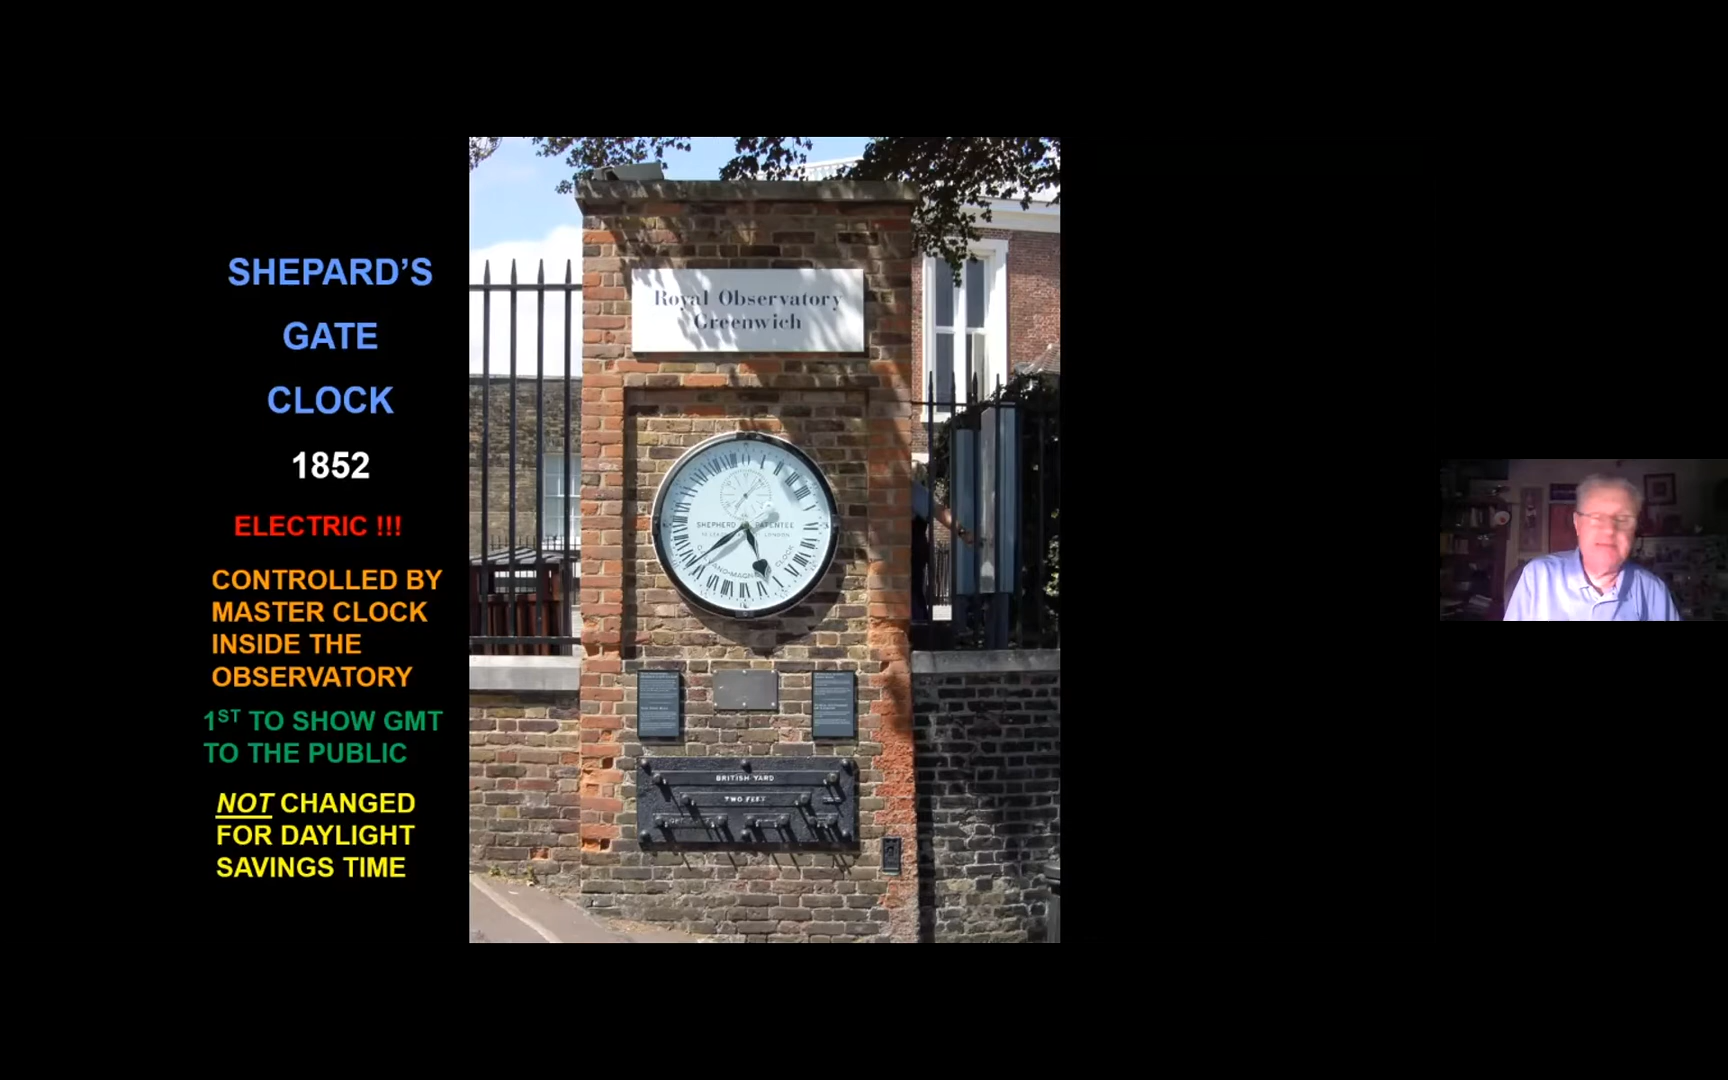 SHEPARD’S
GATE
CLOCK
1852
ELECTRIC !!!
CONTROLLED BY
MASTER CLOCK
INSIDE THE
OBSERVATORY
1ST TO SHOW GMT
TO THE PUBLIC
NOT CHANGED
FOR DAYLIGHT
SAVINGS TIME
Royal Observatory
Greenwich
SHEPHERD PATENTEE
LONDON
CLOCK
BRITISH YARD
TWO FEET